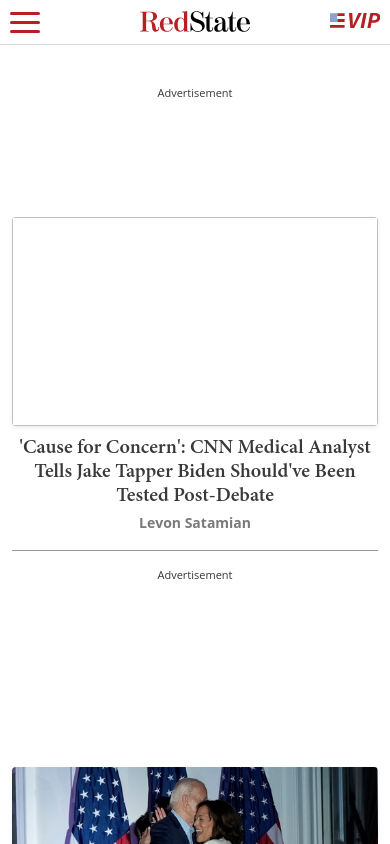 RedState
VIP
Advertisement
'Cause for Concern': CNN Medical Analyst
Tells Jake Tapper Biden Should've Been
Tested Post-Debate
Levon Satamian
Advertisement